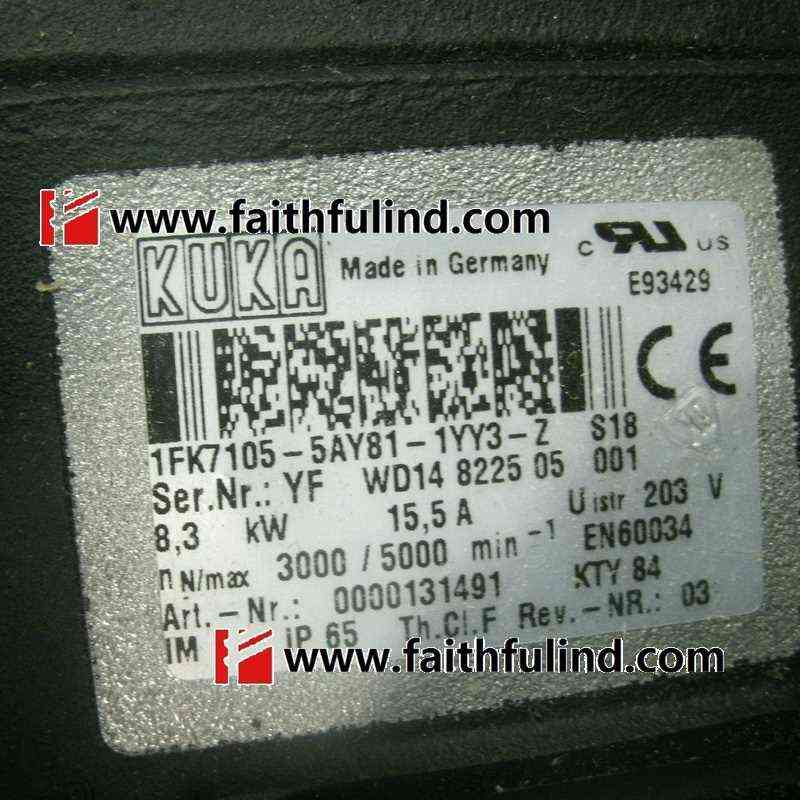 www.faithfulind.com
KUKA Made in Germany c RU US
E93429
CE
1FK7105-5AY81-1YY3-Z S18
Ser.Nr.: YF WD14 8225 05 001
8,3 kW 15,5 A U istr 203 V
n N/max 3000 / 5000 min -1 EN60034
Art.-Nr.: 0000131491 KTY 84
IM IP 65 Th.Cl.F Rev.-NR.: 03
www.faithfulind.com